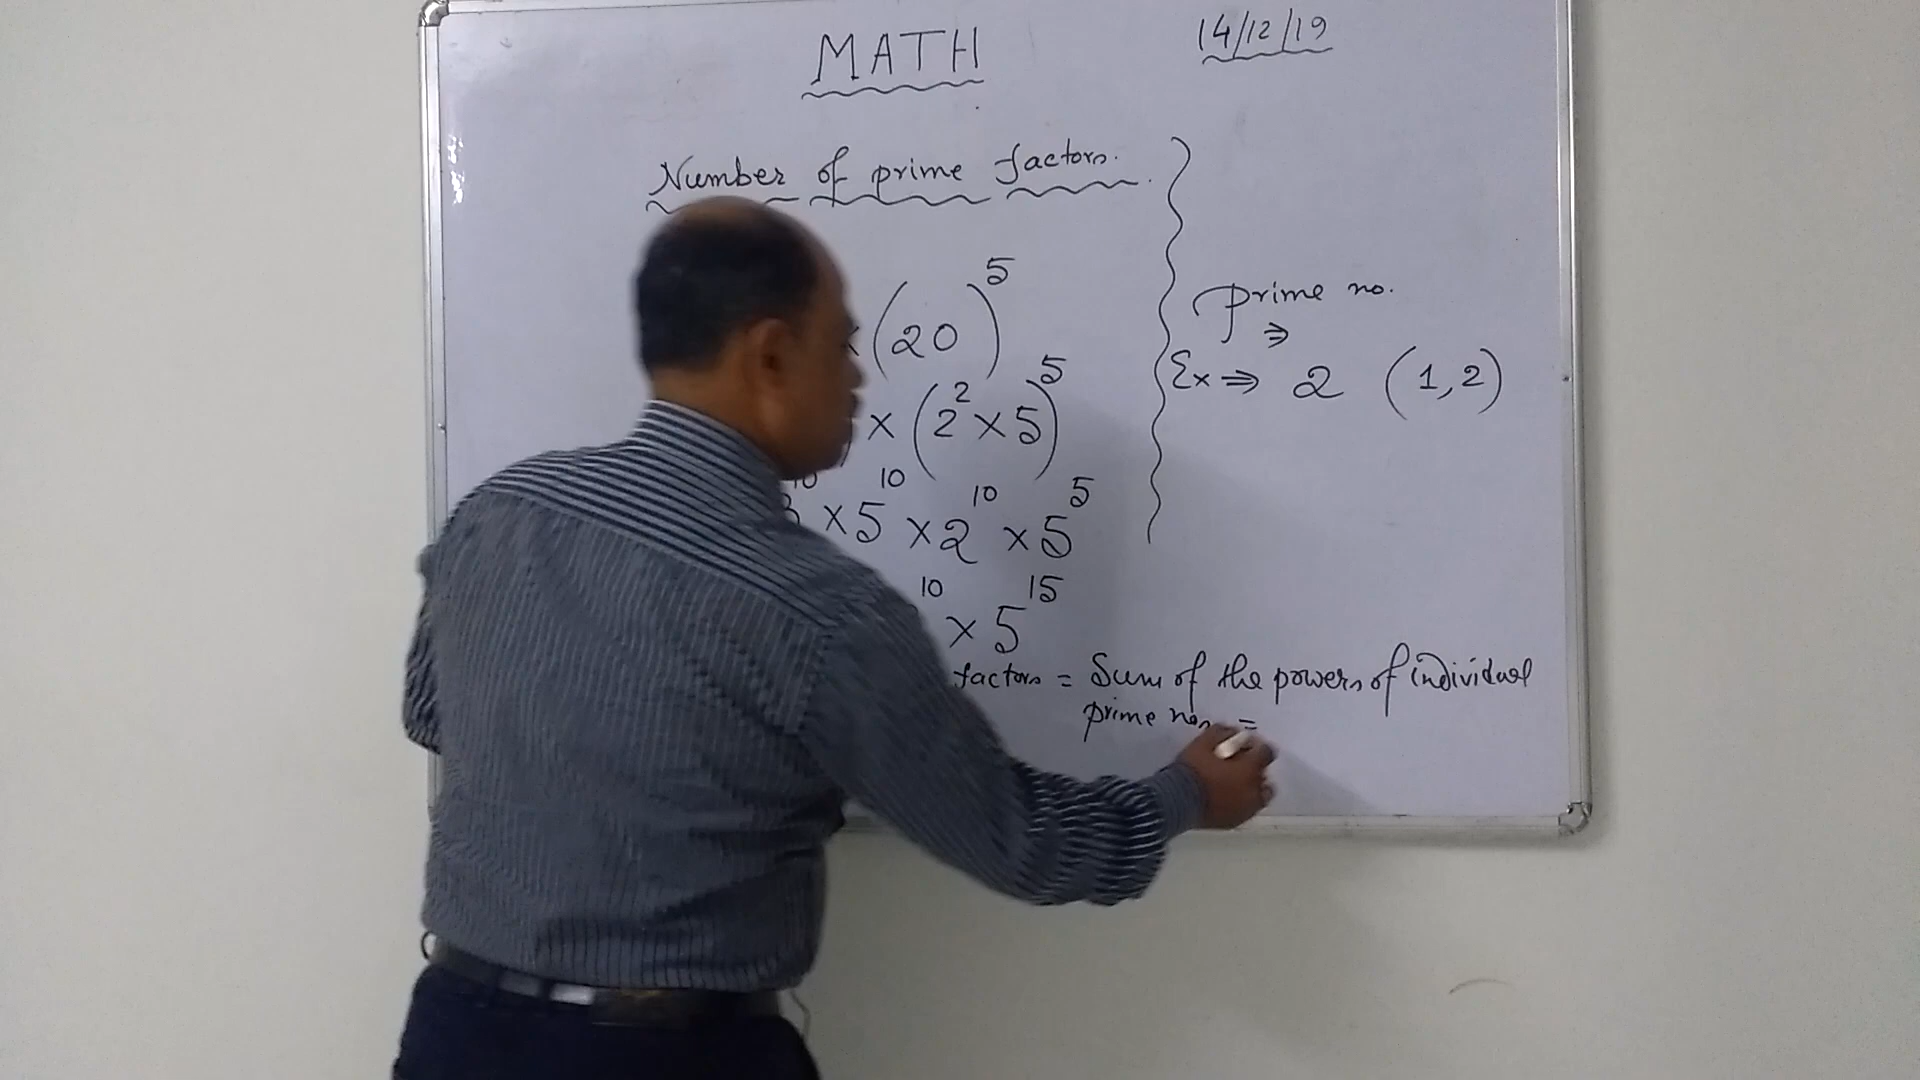 MATH
14/12/19
Number of prime factors.
× (20)^5
× (2^2 × 5)^5
3^10 × 5^10 × 2^10 × 5^5
^10 × 5^15
factors = Sum of the powers of individual
prime nos =
prime no.
⇒
Ex ⇒ 2 (1,2)